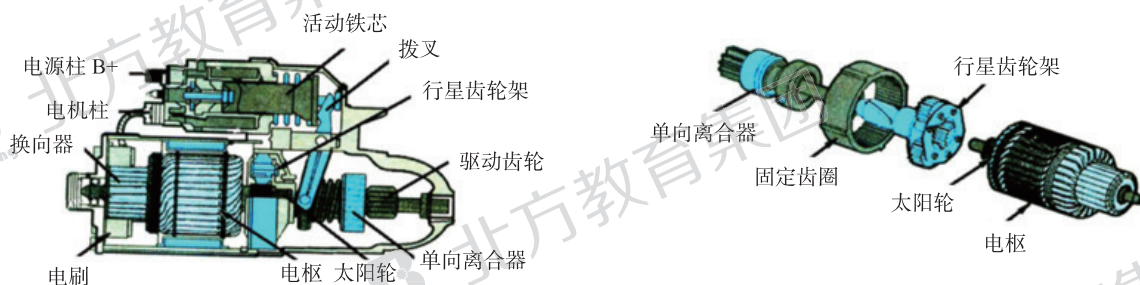 活动铁芯
拨叉
电源柱 B+
行星齿轮架
电机柱
换向器
驱动齿轮
电刷
电枢
太阳轮
单向离合器
行星齿轮架
单向离合器
固定齿圈
太阳轮
电枢
北方教育集团
北方教育集团